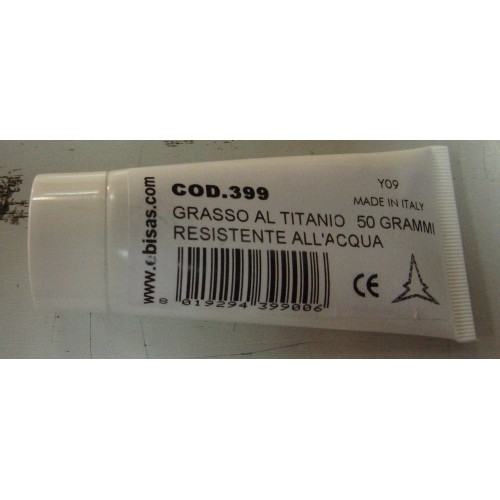 www.ebisas.com
COD.399
Y09
MADE IN ITALY
GRASSO AL TITANIO 50 GRAMMI
RESISTENTE ALL'ACQUA
8 019294 399006
CE